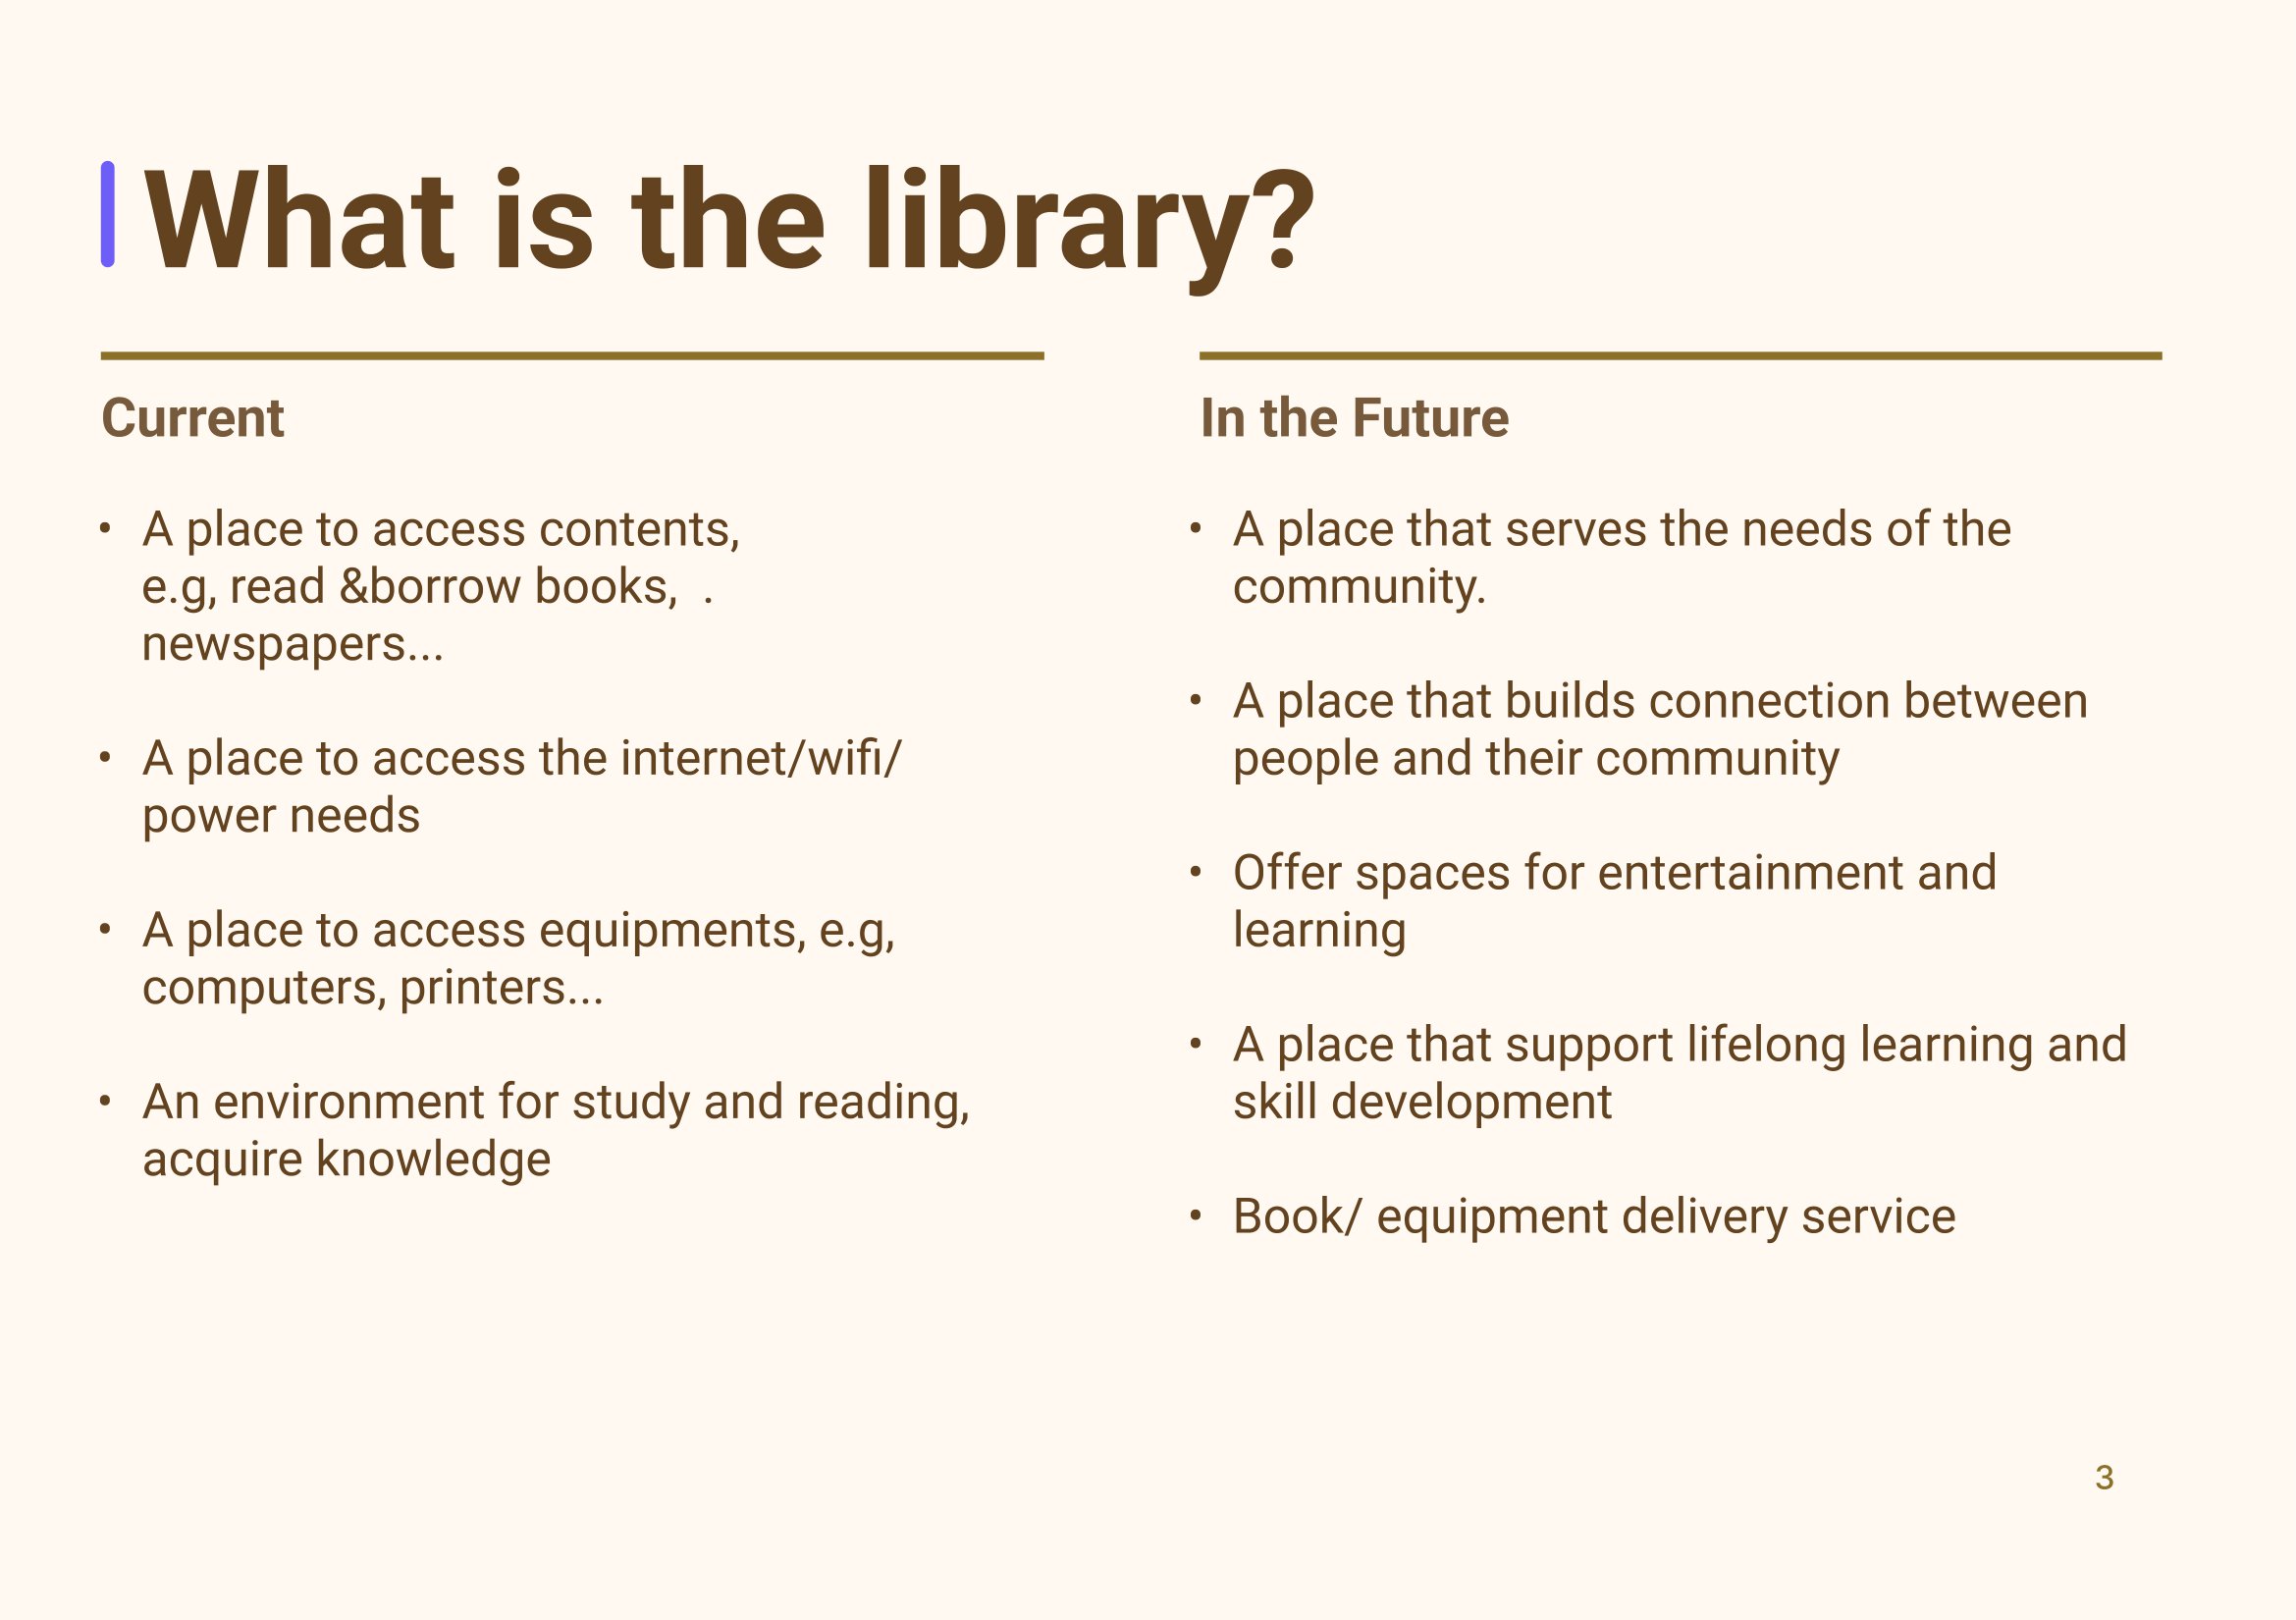 What is the library?
Current
• A place to access contents,
e.g, read &borrow books,  .
newspapers...
• A place to access the internet/wifi/
power needs
• A place to access equipments, e.g,
computers, printers...
• An environment for study and reading,
acquire knowledge
In the Future
• A place that serves the needs of the
community.
• A place that builds connection between
people and their community
• Offer spaces for entertainment and
learning
• A place that support lifelong learning and
skill development
• Book/ equipment delivery service
3